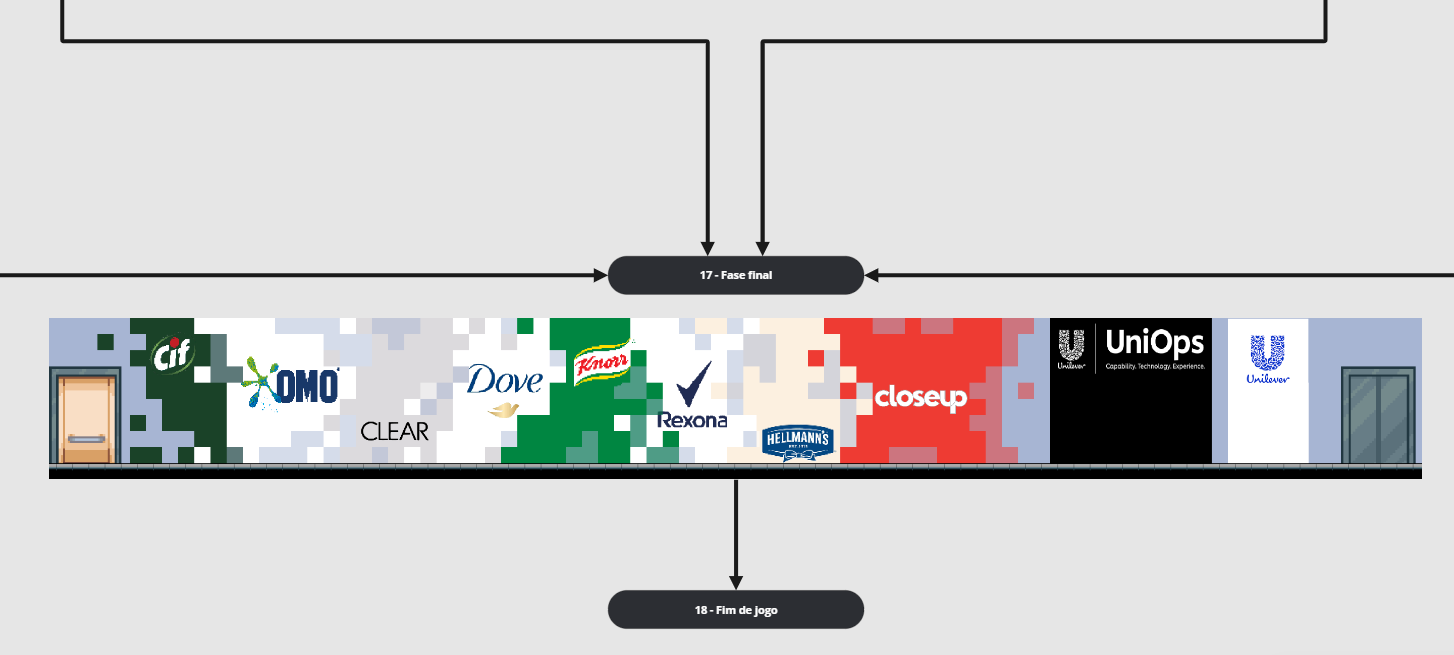 17 - Fase final
Cif
OMO
CLEAR
Dove
Knorr
Rexona
HELLMANN'S
closeup
Unilever
UniOps
Capability. Technology. Experience.
Unilever
18 - Fim de jogo